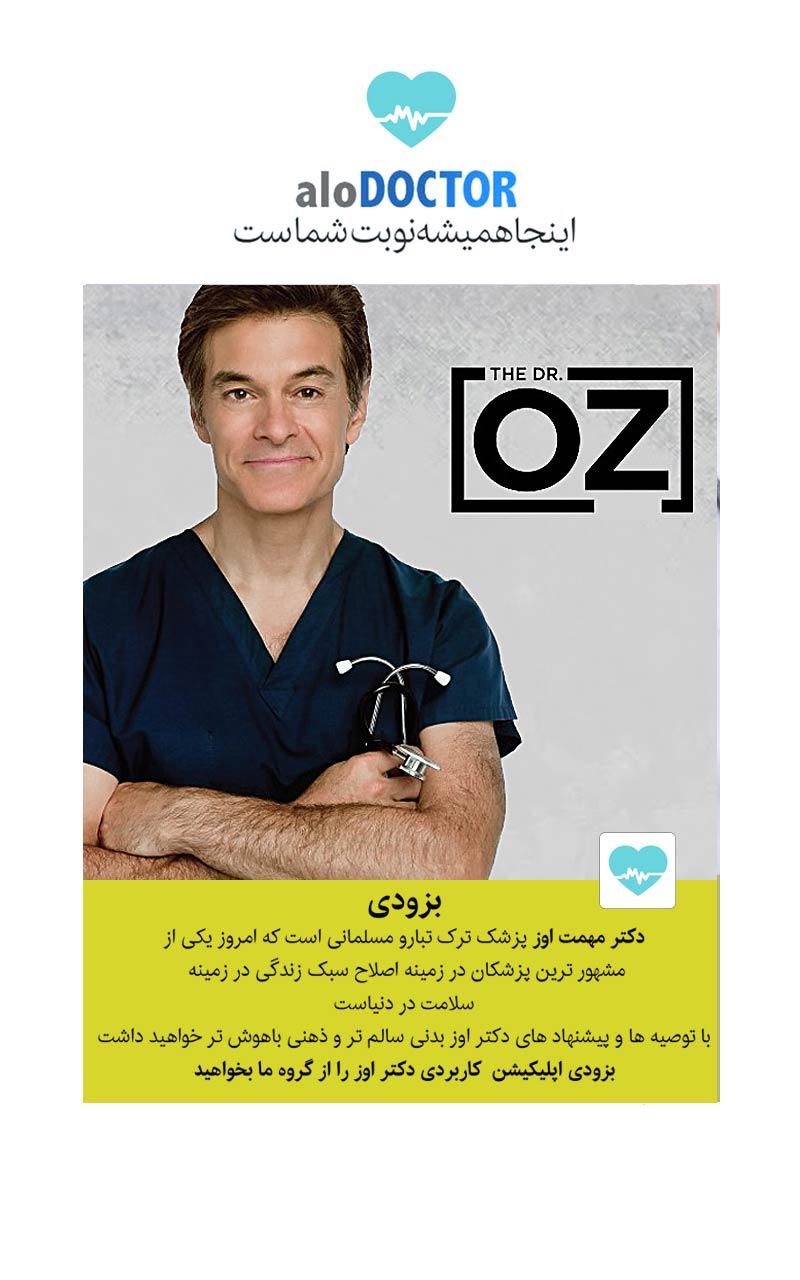 aloDOCTOR
اینجا همیشه نوبت شماست
THE DR.
OZ
بزودی
دکتر مهمت اوز پزشک ترک تبارو مسلمانی است که امروز یکی از
مشهور ترین پزشکان در زمینه اصلاح سبک زندگی در زمینه
سلامت در دنیاست
با توصیه ها و پیشنهاد های دکتر اوز بدنی سالم تر و ذهنی باهوش تر خواهید داشت
بزودی اپلیکیشن کاربردی دکتر اوز را از گروه ما بخواهید